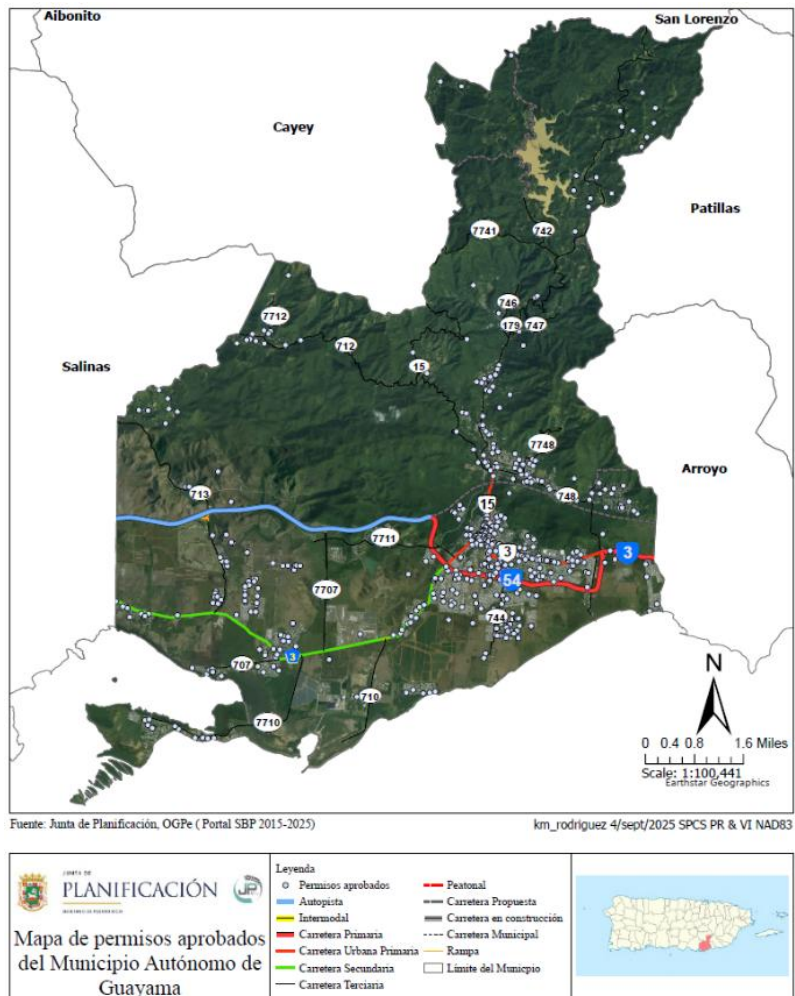 Aibonito
San Lorenzo
Cayey
Patillas
7741
742
746
7712
179
747
712
Salinas
15
7748
Arroyo
748
713
15
7711
3
3
54
7707
744
3
707
710
7710
N
0 0.4 0.8 1.6 Miles
Scale: 1:100,441
Earthstar Geographics
Fuente: Junta de Planificación, OGPe ( Portal SBP 2015-2025)
km_rodriguez 4/sept/2025 SPCS PR & VI NAD83
JUNTA DE
PLANIFICACIÓN
JP
Mapa de permisos aprobados
del Municipio Autónomo de
Guayama
Leyenda
Permisos aprobados
Autopista
Intermodal
Carretera Primaria
Carretera Urbana Primaria
Carretera Secundaria
Carretera Terciaria
Peatonal
Carretera Propuesta
Carretera en construcción
Carretera Municipal
Rampa
Límite del Municpio